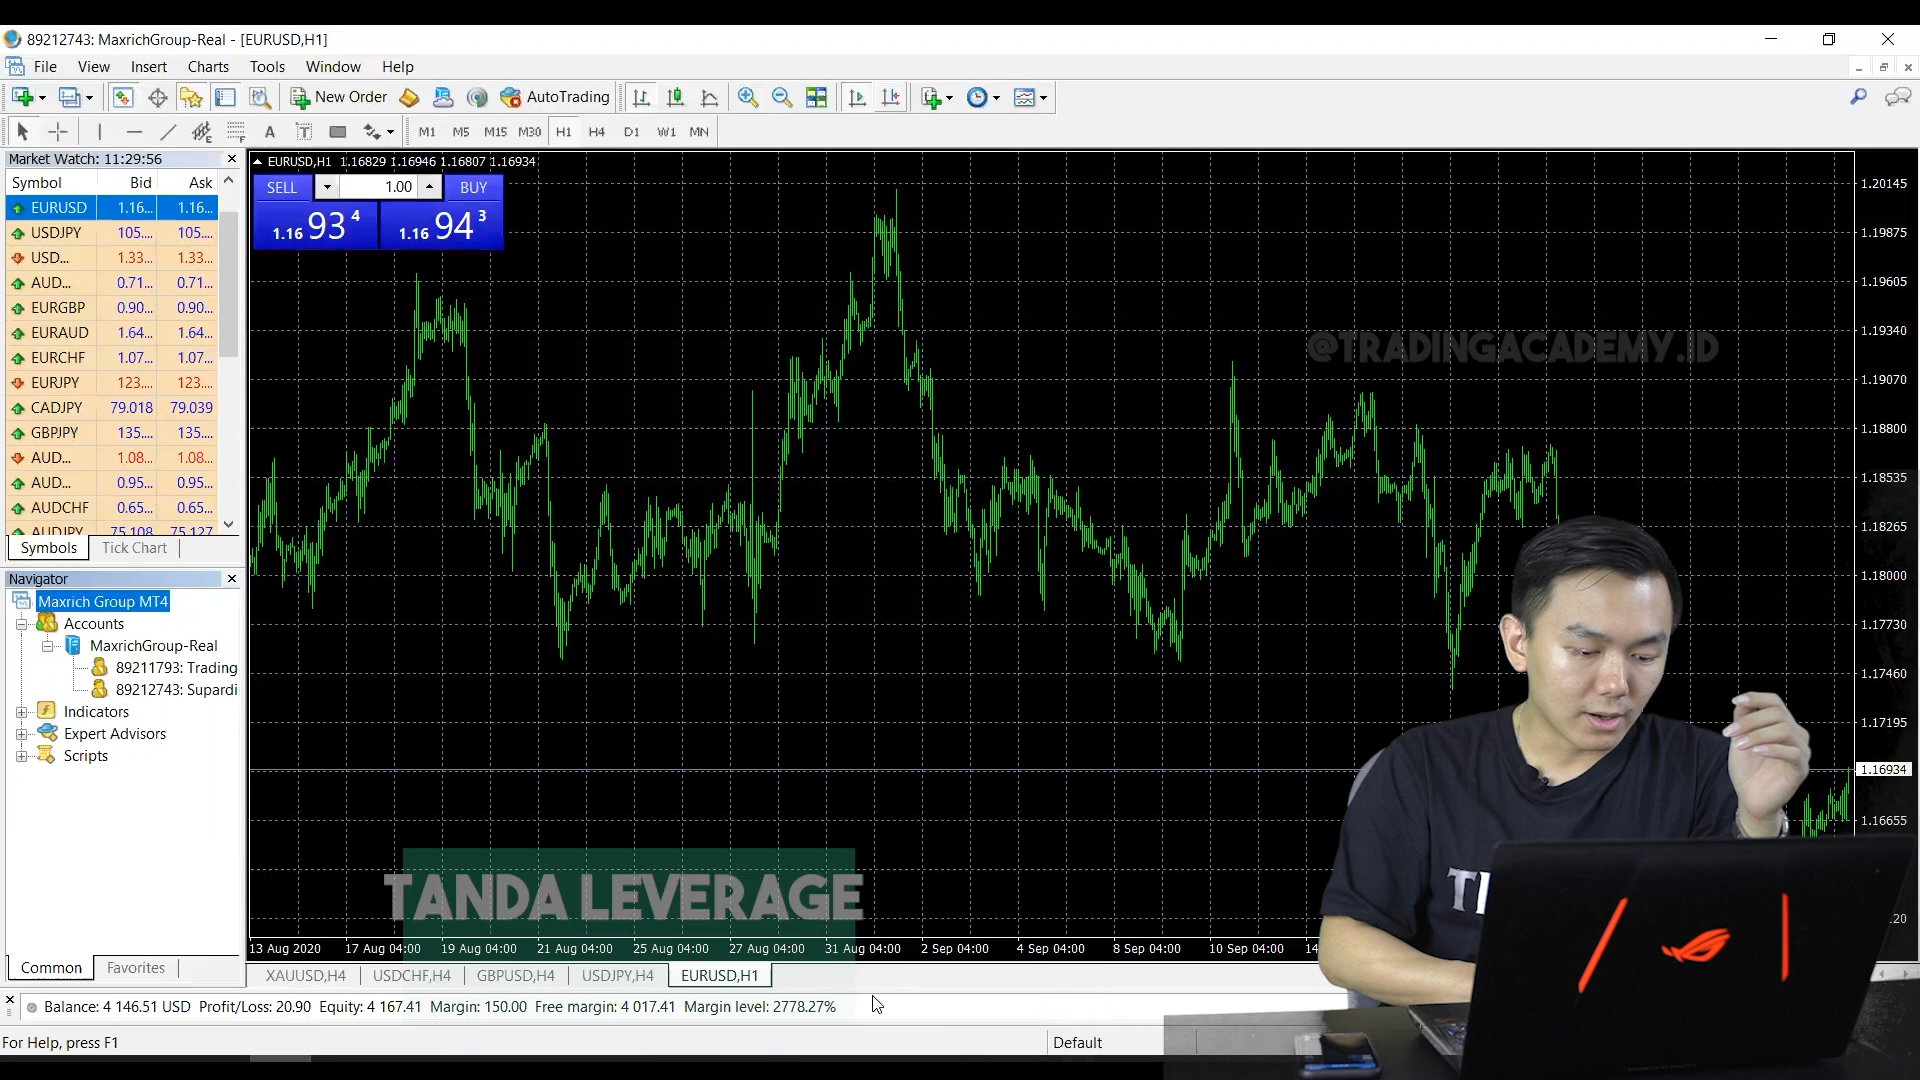 89212743: MaxrichGroup-Real - [EURUSD,H1]
File View Insert Charts Tools Window Help
New Order AutoTrading
A T M1 M5 M15 M30 H1 H4 D1 W1 MN
Market Watch: 11:29:56
Symbol Bid Ask
EURUSD 1.16... 1.16...
USDJPY 105.... 105....
USD... 1.33... 1.33...
AUD... 0.71... 0.71...
EURGBP 0.90... 0.90...
EURAUD 1.64... 1.64...
EURCHF 1.07... 1.07...
EURJPY 123.... 123....
CADJPY 79.018 79.039
GBPJPY 135.... 135....
AUD... 1.08... 1.08...
AUD... 0.95... 0.95...
AUDCHF 0.65... 0.65...
AUDJPY 75.108 75.127
Symbols Tick Chart
Navigator
Maxrich Group MT4
Accounts
MaxrichGroup-Real
89211793: Trading
89212743: Supardi
Indicators
Expert Advisors
Scripts
Common Favorites
EURUSD,H1 1.16829 1.16946 1.16807 1.16934
SELL 1.00 BUY
1.16 93 4 1.16 94 3
@TRADINGACADEMY.ID
1.20145
1.19875
1.19605
1.19340
1.19070
1.18800
1.18535
1.18265
1.18000
1.17730
1.17460
1.17195
1.16934
1.16655
20
TANDA LEVERAGE
13 Aug 2020 17 Aug 04:00 19 Aug 04:00 21 Aug 04:00 25 Aug 04:00 27 Aug 04:00 31 Aug 04:00 2 Sep 04:00 4 Sep 04:00 8 Sep 04:00 10 Sep 04:00 14
XAUUSD,H4 USDCHF,H4 GBPUSD,H4 USDJPY,H4 EURUSD,H1
Balance: 4 146.51 USD Profit/Loss: 20.90 Equity: 4 167.41 Margin: 150.00 Free margin: 4 017.41 Margin level: 2778.27%
For Help, press F1 Default